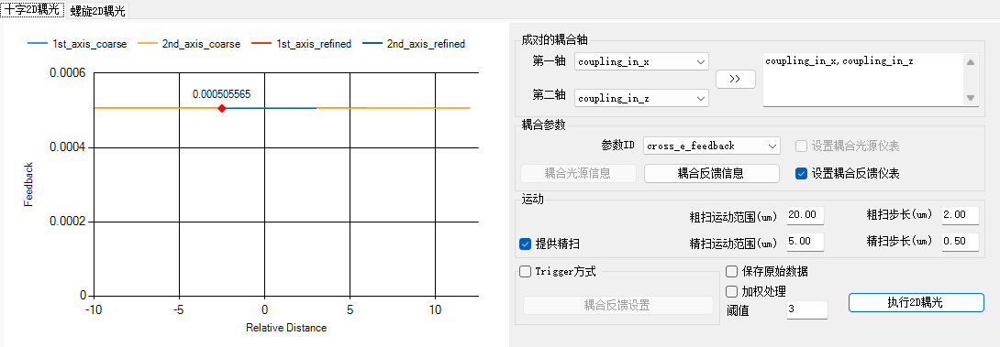 十字2D耦光 螺旋2D耦光
1st_axis_coarse 2nd_axis_coarse 1st_axis_refined 2nd_axis_refined
0.0006
0.0004
0.0002
0
0.000505565
-10 -5 0 5 10
Feedback
Relative Distance
成对的耦合轴
第一轴 coupling_in_x
第二轴 coupling_in_z
>>
coupling_in_x,coupling_in_z
耦合参数
参数ID cross_e_feedback 设置耦合光源仪表
耦合光源信息 耦合反馈信息 设置耦合反馈仪表
运动
粗扫运动范围(um) 20.00 粗扫步长(um) 2.00
提供精扫 精扫运动范围(um) 5.00 精扫步长(um) 0.50
Trigger方式
耦合反馈设置
保存原始数据
加权处理
阈值 3
执行2D耦光